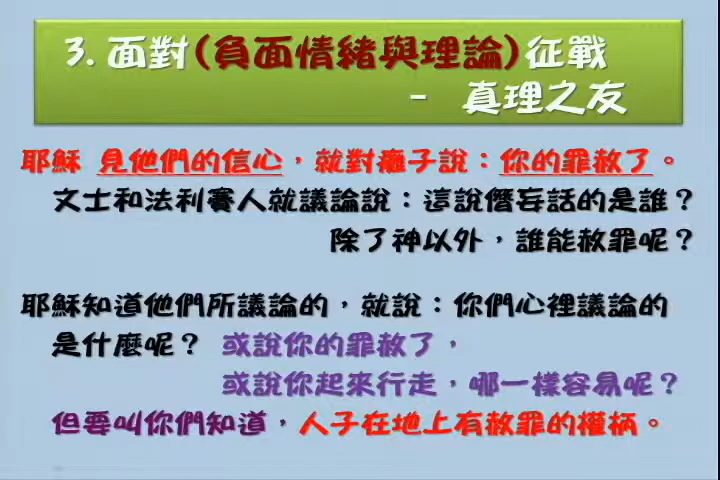 3. 面對(負面情緒與理論)征戰
- 真理之友
耶穌 見他們的信心，就對癱子說：你的罪赦了。
文士和法利賽人就議論說：這說僭妄話的是誰？
除了神以外，誰能赦罪呢？
耶穌知道他們所議論的，就說：你們心裡議論的
是什麼呢？ 或說你的罪赦了，
或說你起來行走，哪一樣容易呢？
但要叫你們知道，人子在地上有赦罪的權柄。